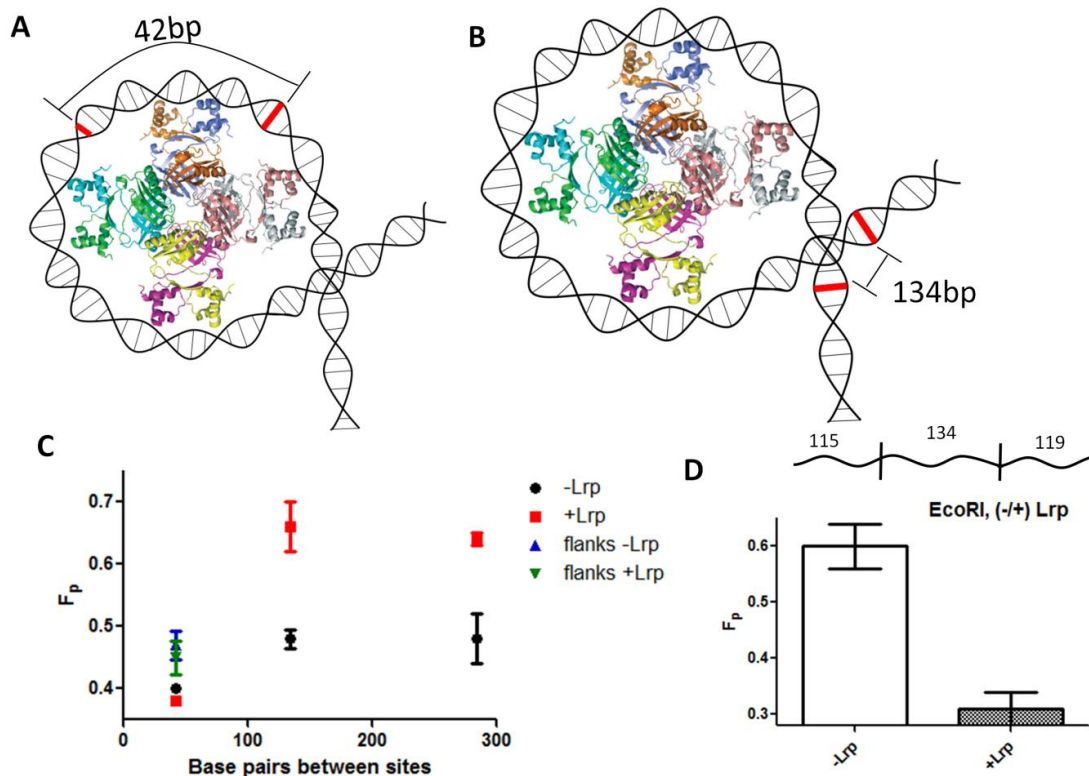 A
42bp
B
134bp
C
0.7
0.6
0.5
0.4
Fp
0
100
200
300
Base pairs between sites
-Lrp
+Lrp
flanks -Lrp
flanks +Lrp
D
115
134
119
EcoRI, (-/+) Lrp
0.6
0.5
0.4
0.3
Fp
-Lrp
+Lrp